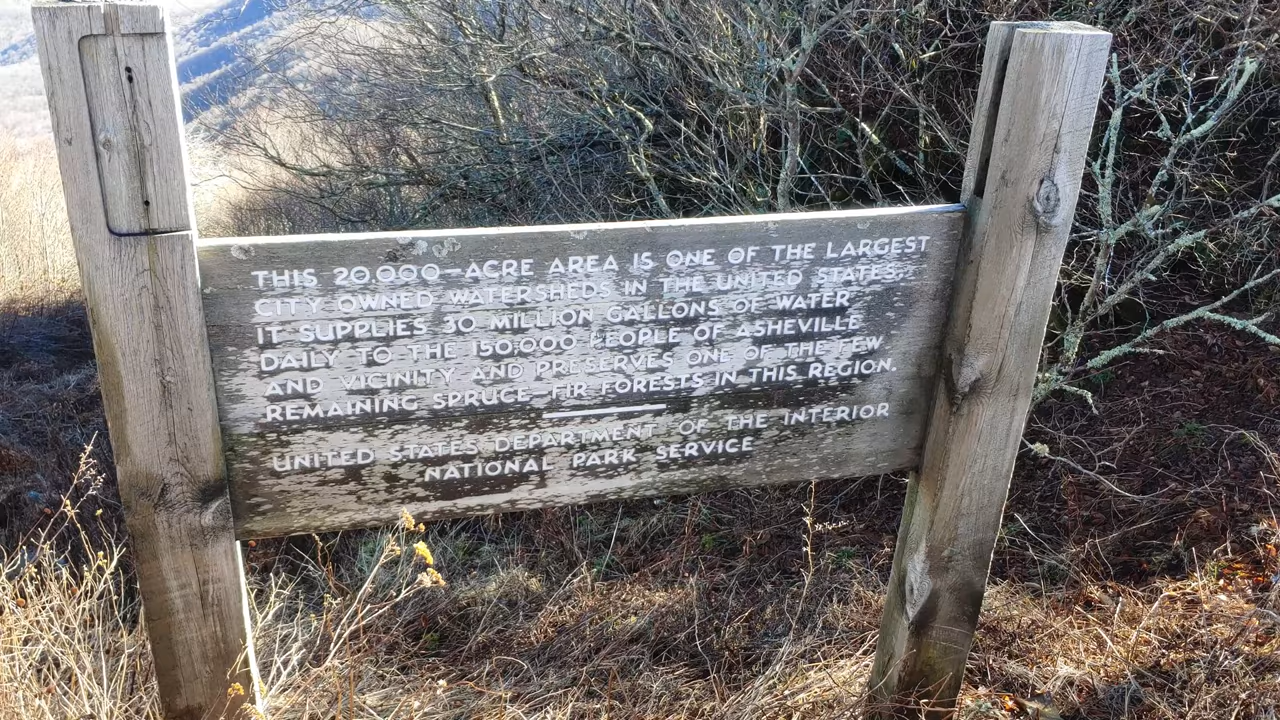 THIS 20,000-ACRE AREA IS ONE OF THE LARGEST
CITY OWNED WATERSHEDS IN THE UNITED STATES.
IT SUPPLIES 30 MILLION GALLONS OF WATER
DAILY TO THE 150,000 PEOPLE OF ASHEVILLE
AND VICINITY AND PRESERVES ONE OF THE FEW
REMAINING SPRUCE-FIR FORESTS IN THIS REGION.
UNITED STATES DEPARTMENT OF THE INTERIOR
NATIONAL PARK SERVICE